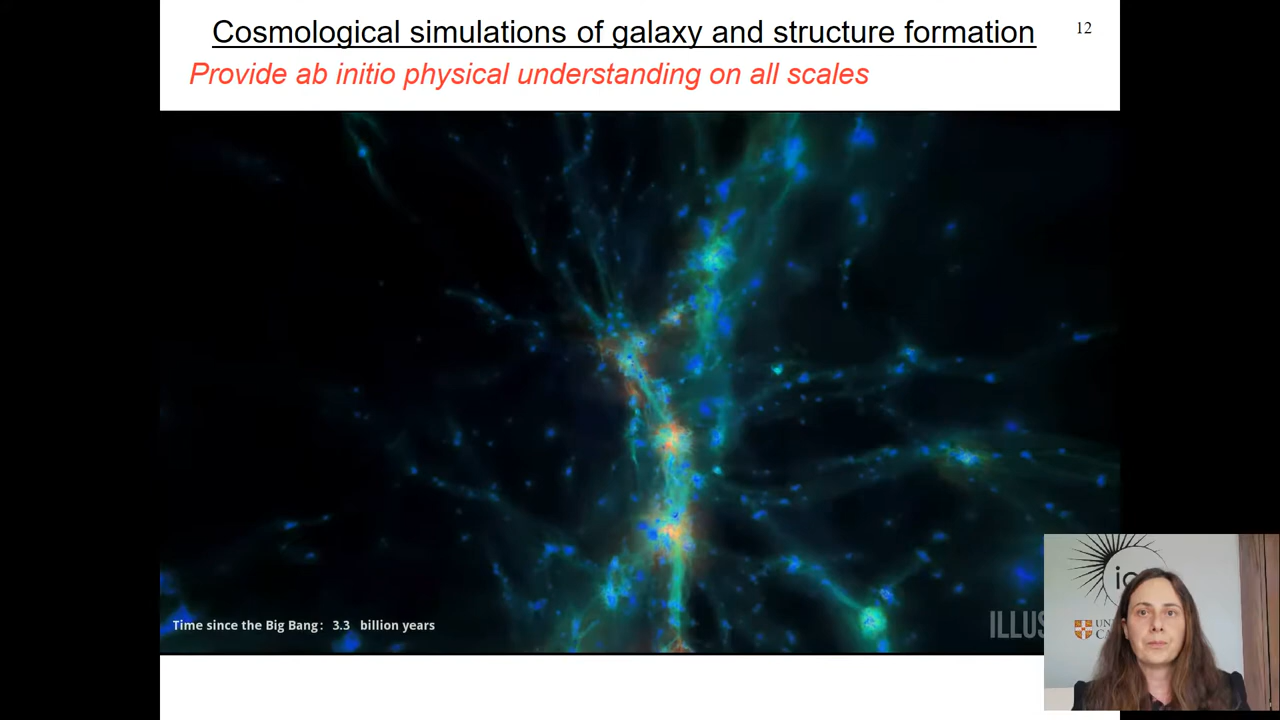 Cosmological simulations of galaxy and structure formation
12
Provide ab initio physical understanding on all scales
Time since the Big Bang: 3.3 billion years